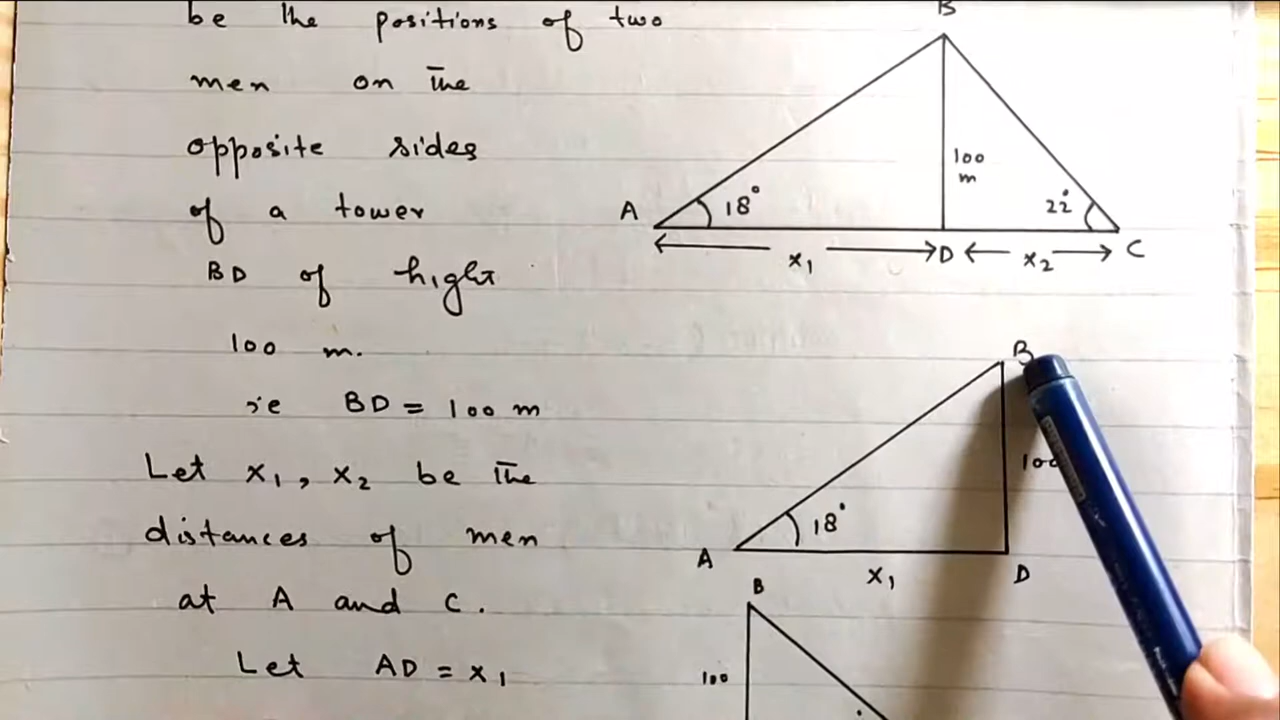 be the positions of two
men on the
opposite sides
of a tower
BD of hight
100 m.
ie BD = 100 m
Let x₁, x₂ be the
distances of men
at A and C.
Let AD = x₁
B
100
m
A 18° 22°
x₁ D x₂ C
B
100
18°
A x₁ D
B
100